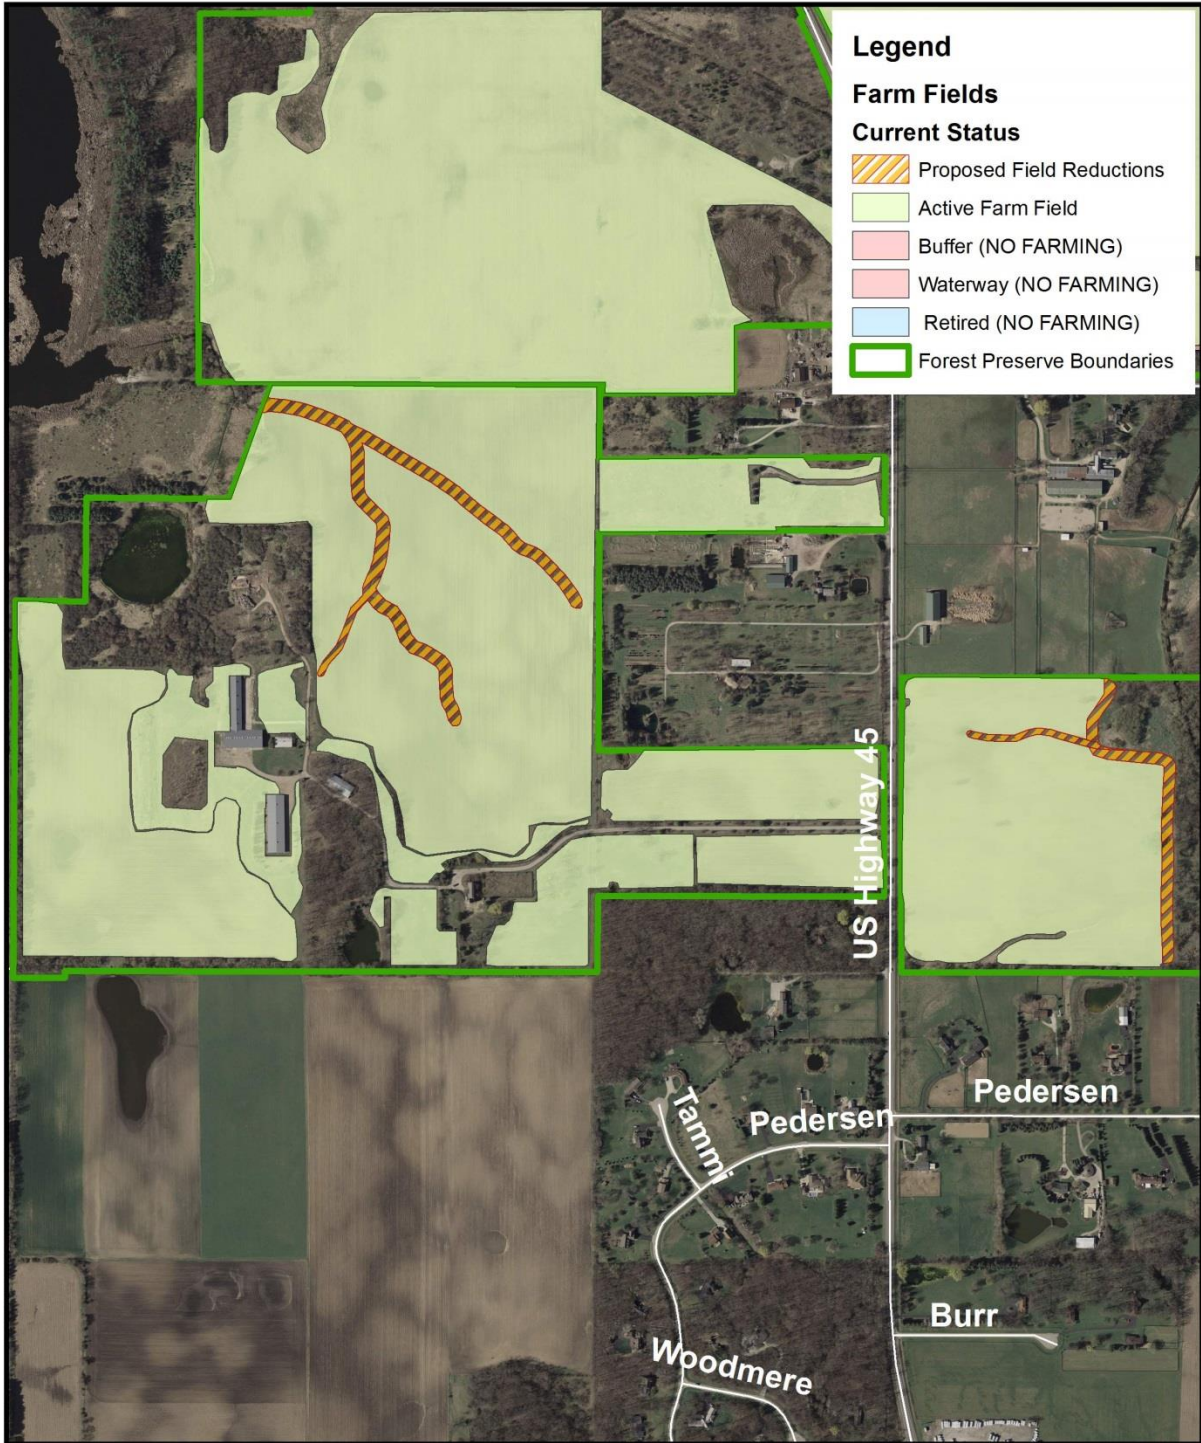 Legend
Farm Fields
Current Status
Proposed Field Reductions
Active Farm Field
Buffer (NO FARMING)
Waterway (NO FARMING)
Retired (NO FARMING)
Forest Preserve Boundaries
US Highway 45
Pedersen
Tammi
Pedersen
Burr
Woodmere